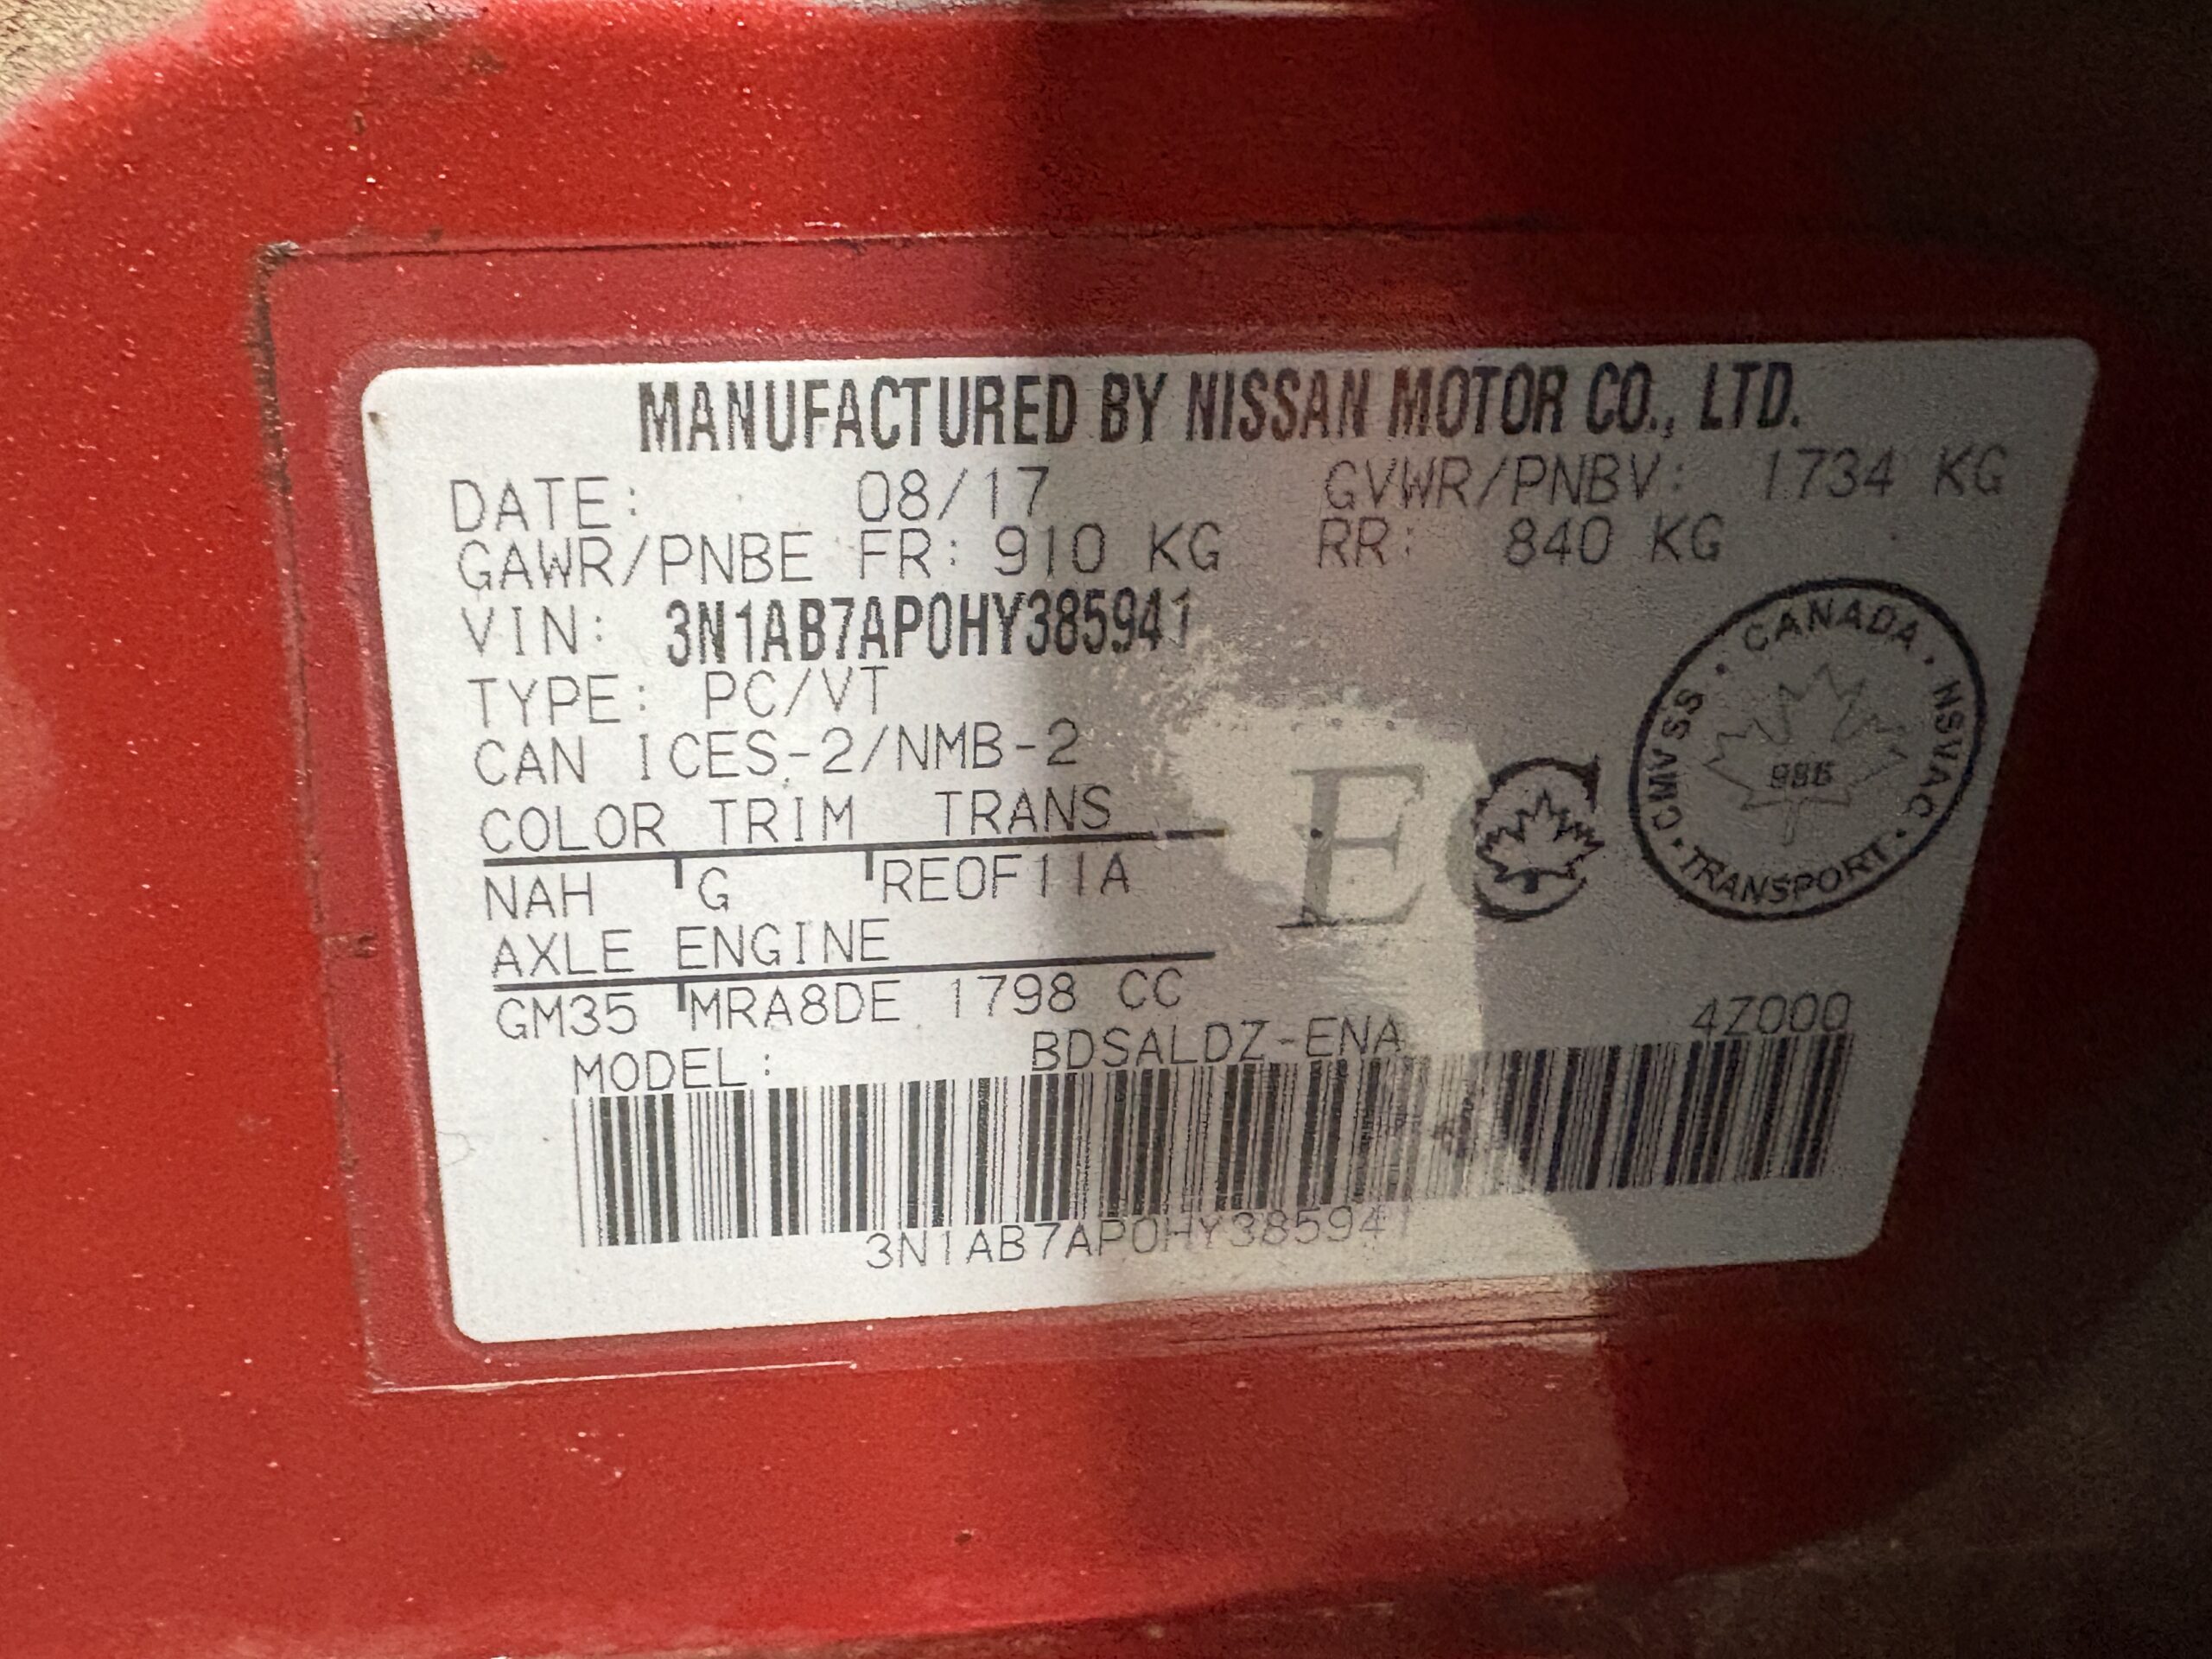 MANUFACTURED BY NISSAN MOTOR CO., LTD.
DATE: 08/17 GVWR/PNBV: 1734 KG
GAWR/PNBE FR: 910 KG RR: 840 KG
VIN: 3N1AB7AP0HY385941
TYPE: PC/VT
CAN ICES-2/NMB-2
COLOR TRIM TRANS
NAH G RE0F11A
AXLE ENGINE
GM35 MRA8DE 1798 CC
MODEL: BDSALDZ-ENA 4Z000
3N1AB7AP0HY385941
E
CANADA · NSVAC · TRANSPORT · CMVSS ·